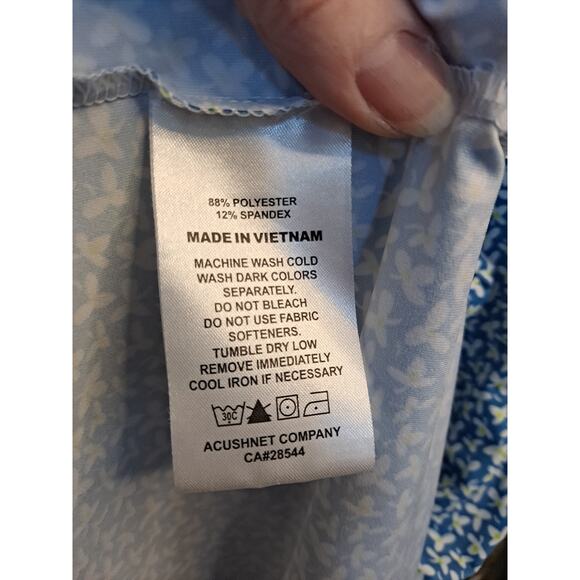 88% POLYESTER
12% SPANDEX
MADE IN VIETNAM
MACHINE WASH COLD
WASH DARK COLORS
SEPARATELY.
DO NOT BLEACH
DO NOT USE FABRIC
SOFTENERS.
TUMBLE DRY LOW
REMOVE IMMEDIATELY
COOL IRON IF NECESSARY
30C
ACUSHNET COMPANY
CA#28544